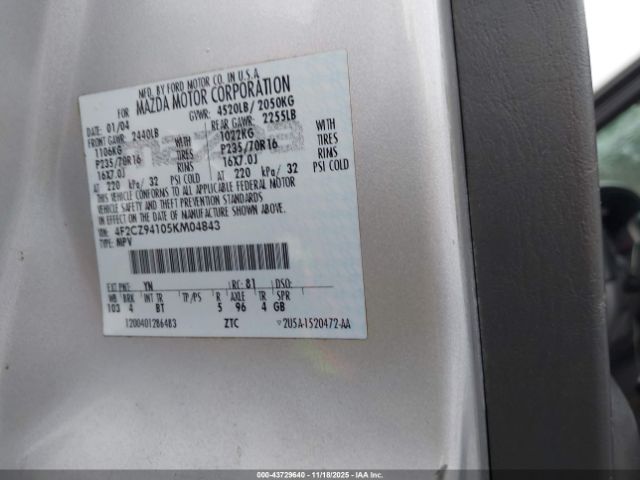 MFD. BY FORD MOTOR CO. IN U.S.A
FOR MAZDA MOTOR CORPORATION
DATE: 01/04 GVWR: 4520LB/ 2050KG
FRONT GAWR: 2440LB REAR GAWR: 2255LB
1106KG WITH 1022KG WITH
P235/70R16 TIRES P235/70R16 TIRES
16X7.0J RIMS 16X7.0J RIMS
AT 220 kPa/ 32 PSI COLD AT 220 kPa/ 32 PSI COLD
THIS VEHICLE CONFORMS TO ALL APPLICABLE FEDERAL MOTOR
VEHICLE SAFETY AND THEFT PREVENTION STANDARDS
IN EFFECT ON THE DATE OF MANUFACTURE SHOWN ABOVE.
VIN: 4F2CZ94105KM04843
TYPE: MPV
EXT PNT: YN RC: 81 DSO:
WB BRK INT TR TP/PS R AXLE TR SPR
103 4 BT 5 96 4 GB
1200401286483 ZTC 2U5A-1520472-AA
000-43729640 - 11/18/2025 - IAA Inc.